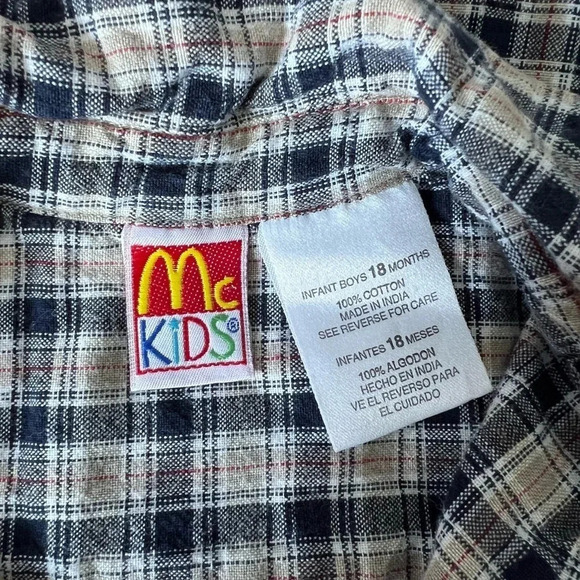 Mc
KiDS®
INFANT BOYS 18 MONTHS
100% COTTON
MADE IN INDIA
SEE REVERSE FOR CARE
INFANTES 18 MESES
100% ALGODON
HECHO EN INDIA
VE EL REVERSO PARA
EL CUIDADO